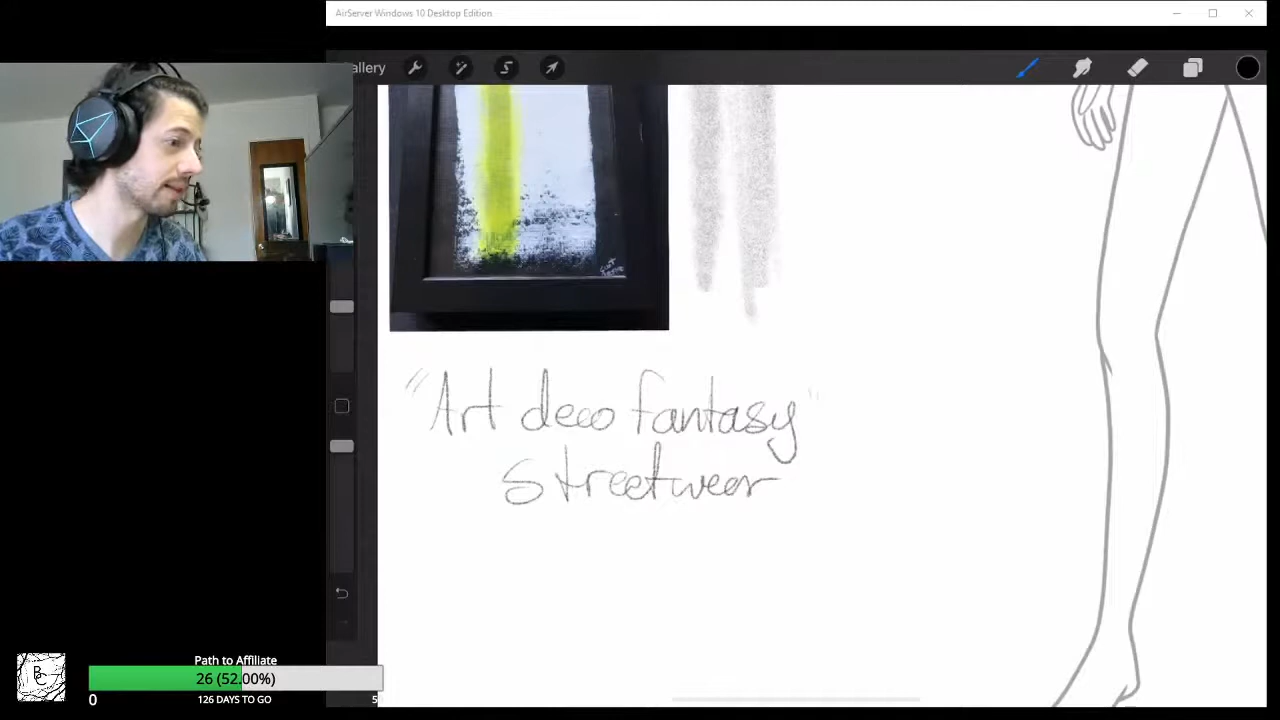 AirServer Windows 10 Desktop Edition
allery
"Art deco fantasy"
Streetwear
Path to Affiliate
26 (52.00%)
0
5
126 DAYS TO GO